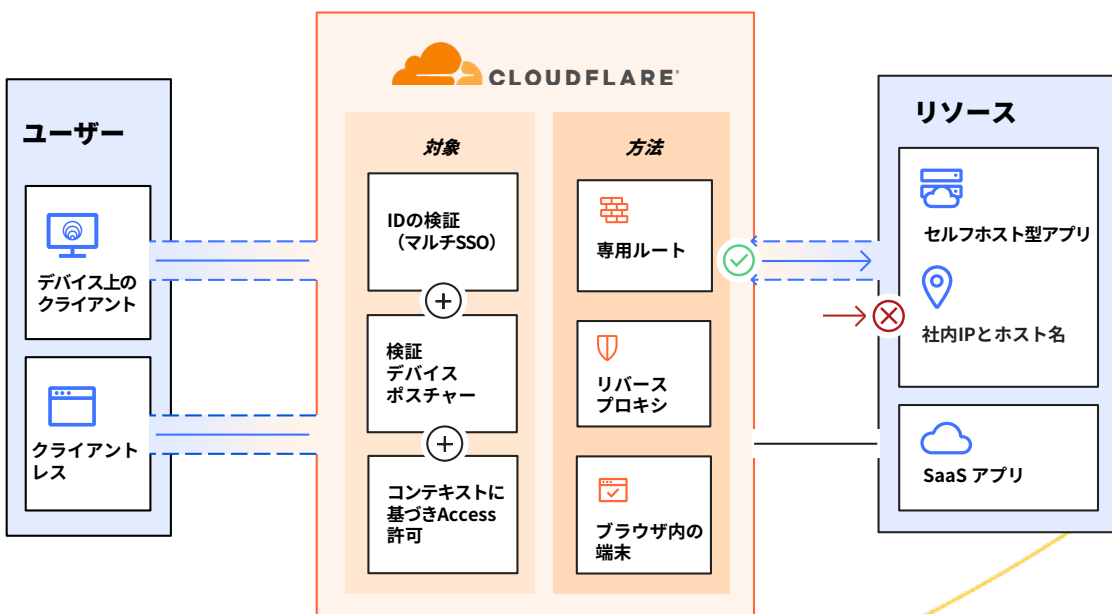 CLOUDFLARE
ユーザー
デバイス上の
クライアント
クライアント
レス
対象
IDの検証
（マルチSSO）
検証
デバイス
ポスチャー
コンテキストに
基づきAccess
許可
方法
専用ルート
リバース
プロキシ
ブラウザ内の
端末
リソース
セルフホスト型アプリ
社内IPとホスト名
SaaS アプリ